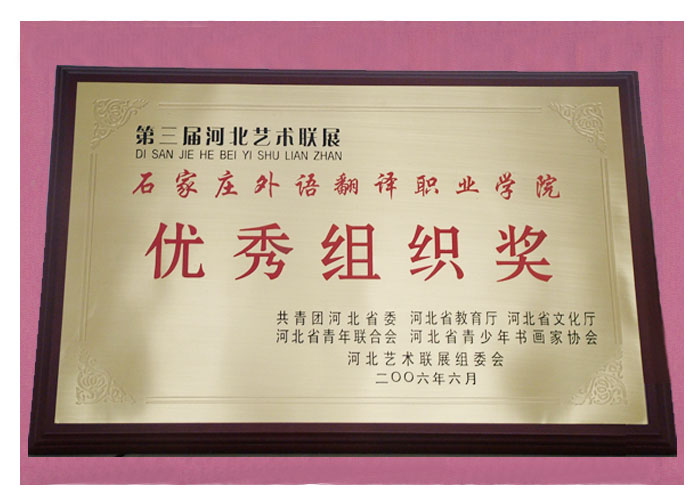 第三届河北艺术联展
DI SAN JIE HE BEI YI SHU LIAN ZHAN
石家庄外语翻译职业学院
优秀组织奖
共青团河北省委 河北省教育厅 河北省文化厅
河北省青年联合会 河北省青少年书画家协会
河北艺术联展组委会
二〇〇六年六月